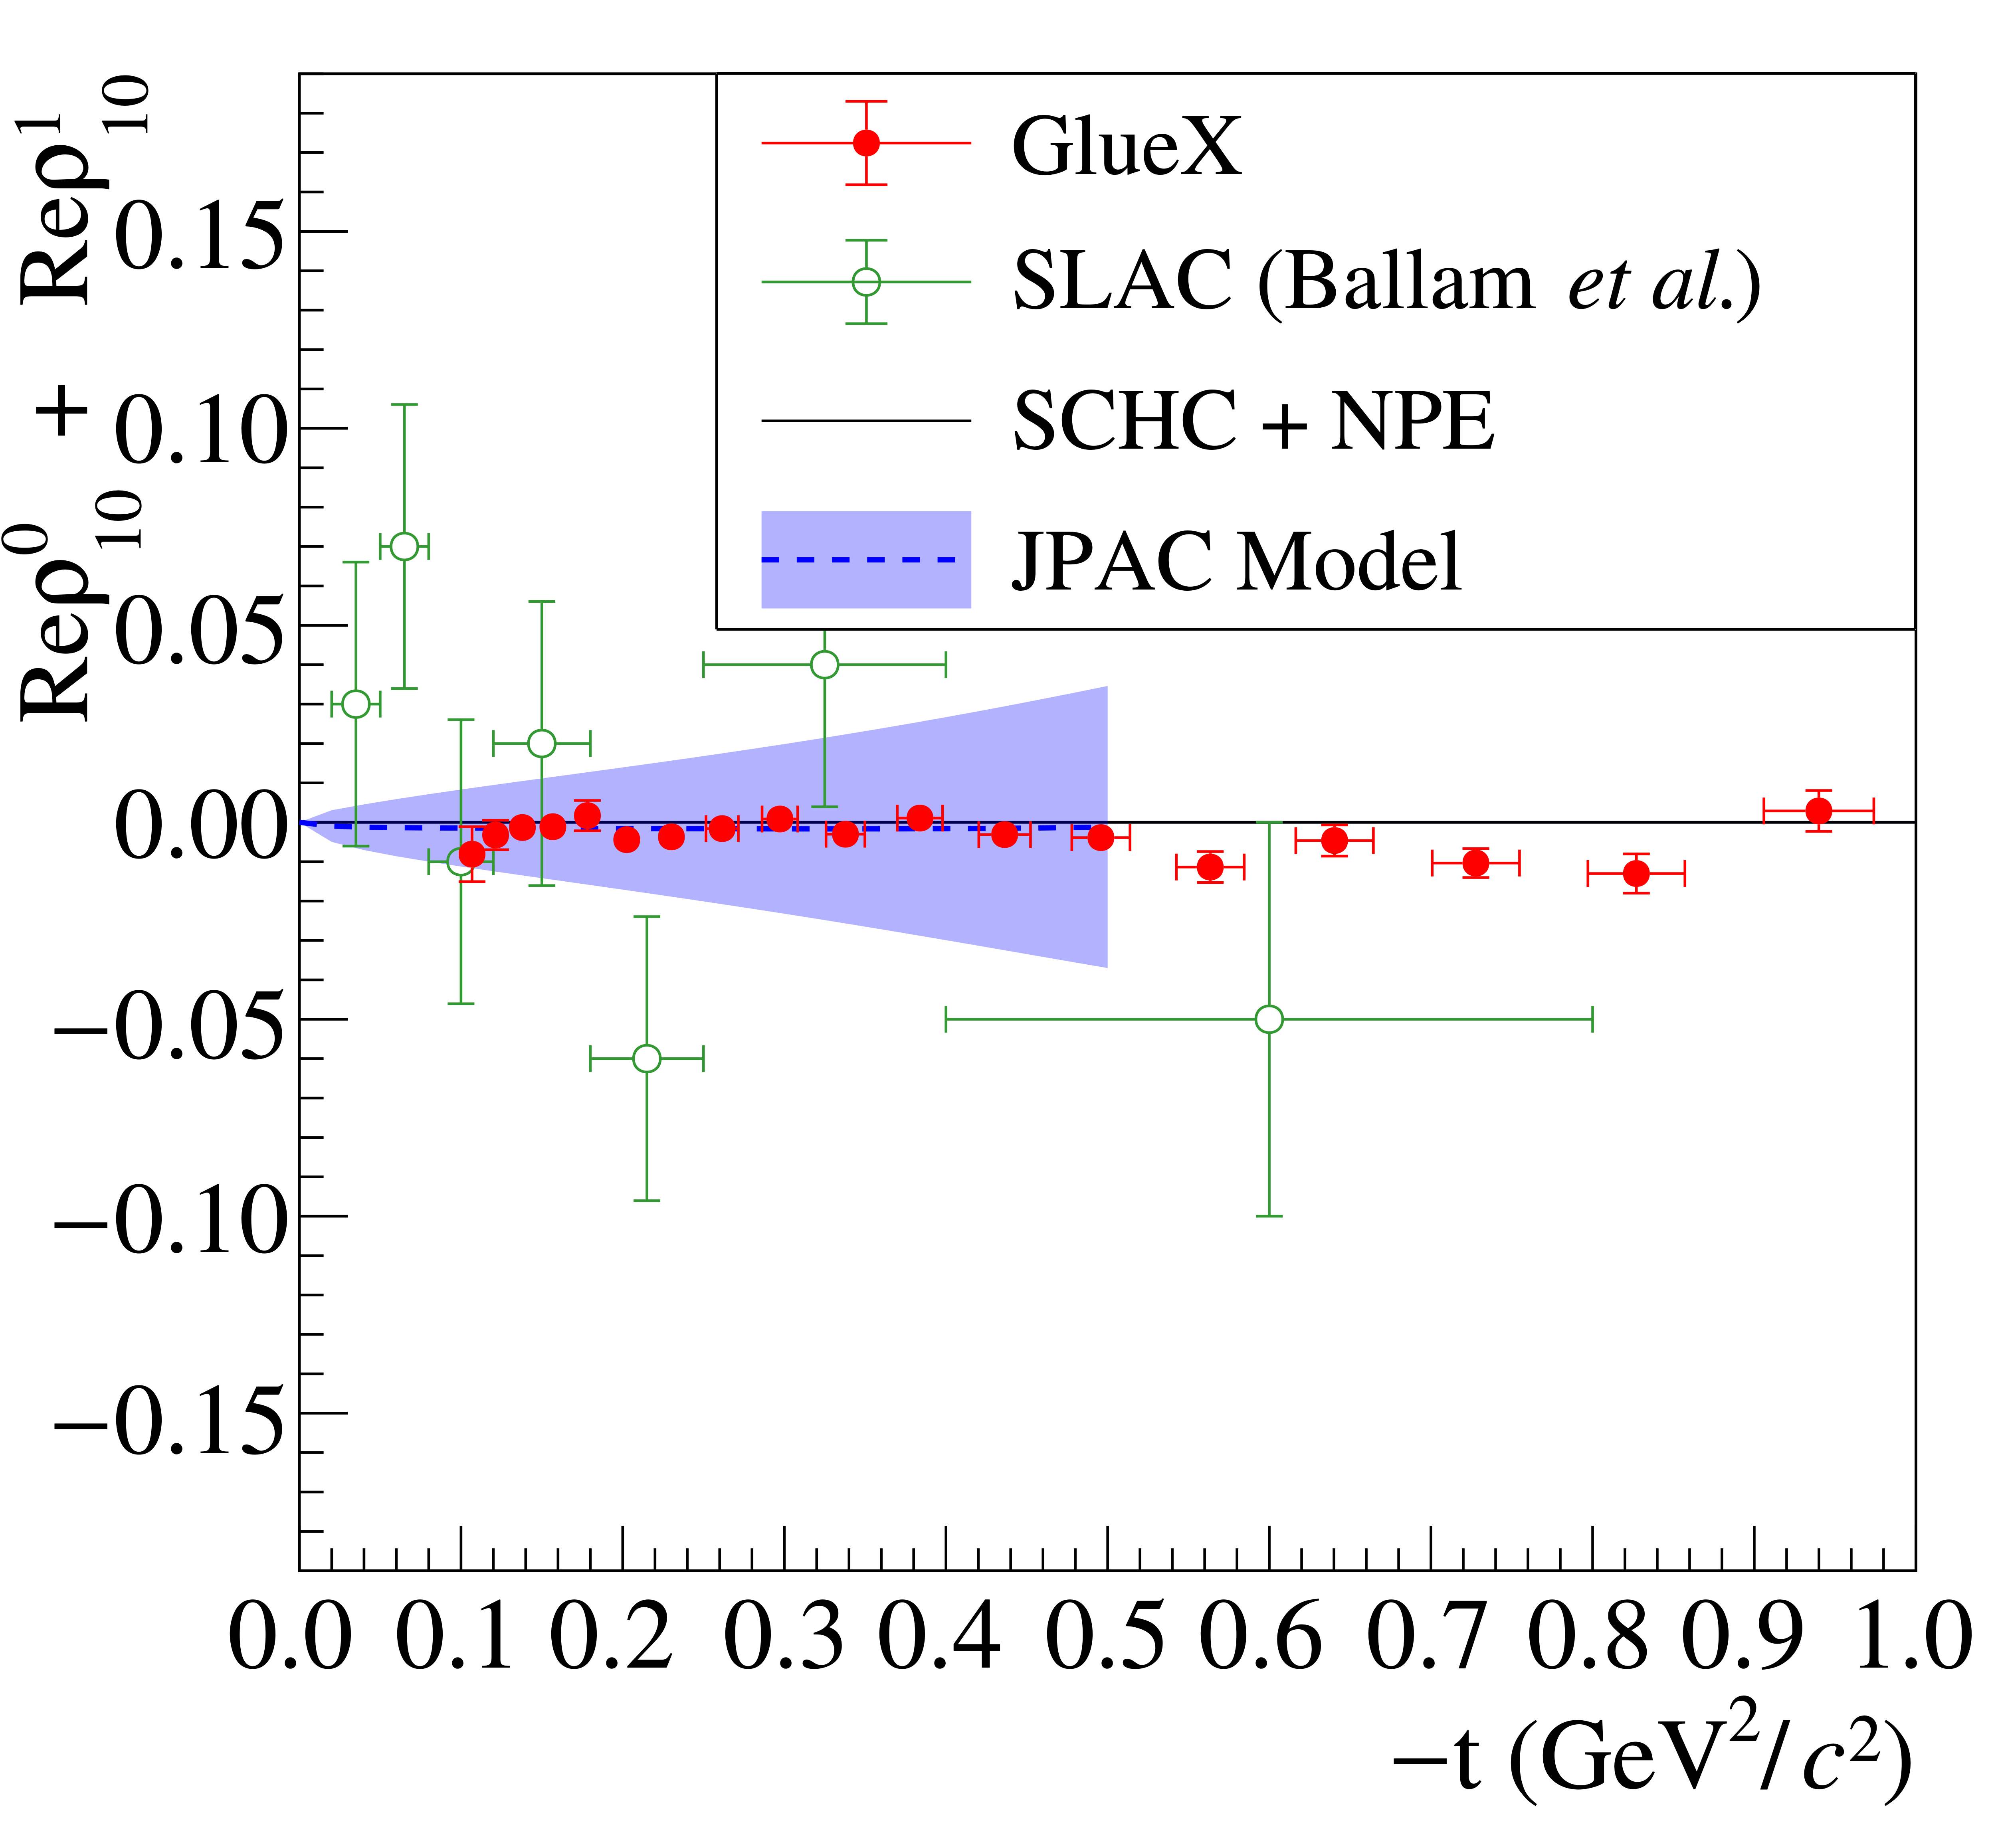 Reρ⁰₁₀ + Reρ¹₁₀
GlueX
SLAC (Ballam et al.)
SCHC + NPE
JPAC Model
0.15
0.10
0.05
0.00
−0.05
−0.10
−0.15
0.0 0.1 0.2 0.3 0.4 0.5 0.6 0.7 0.8 0.9 1.0
−t (GeV²/c²)